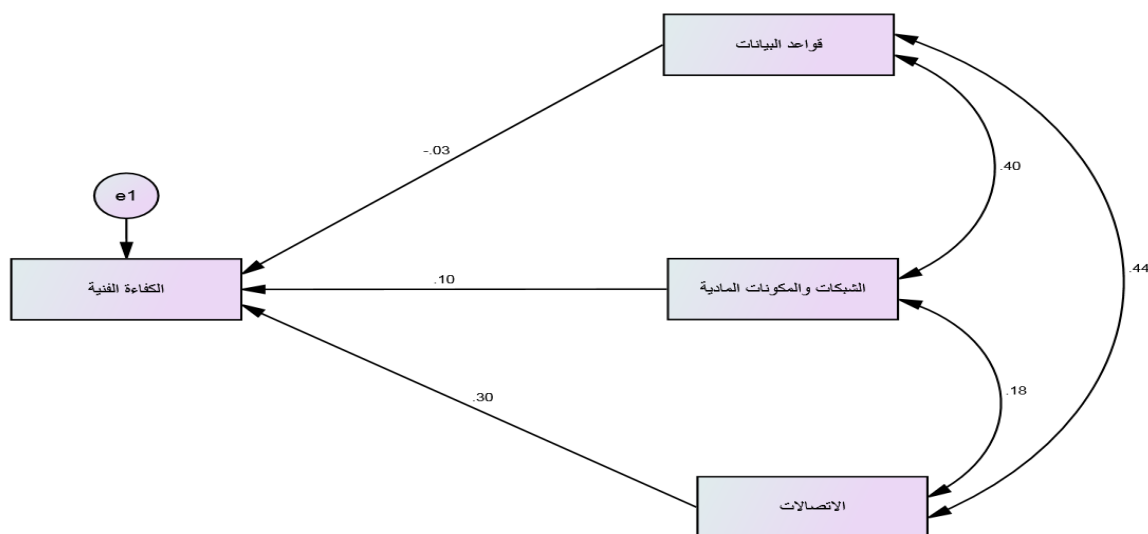 قواعد البيانات
-.03
.40
e1
.44
الكفاءة الفنية
.10
الشبكات والمكونات المادية
.30
.18
الاتصالات